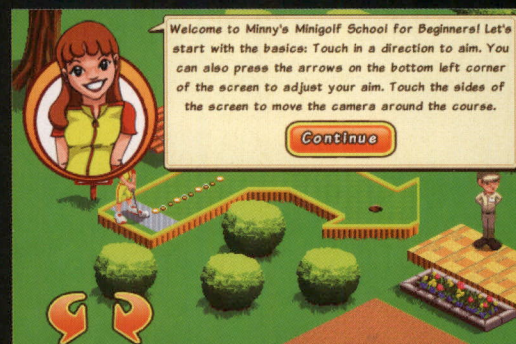 Welcome to Minny's Minigolf School for Beginners! Let's
start with the basics: Touch in a direction to aim. You
can also press the arrows on the bottom left corner
of the screen to adjust your aim. Touch the sides of
the screen to move the camera around the course.
Continue